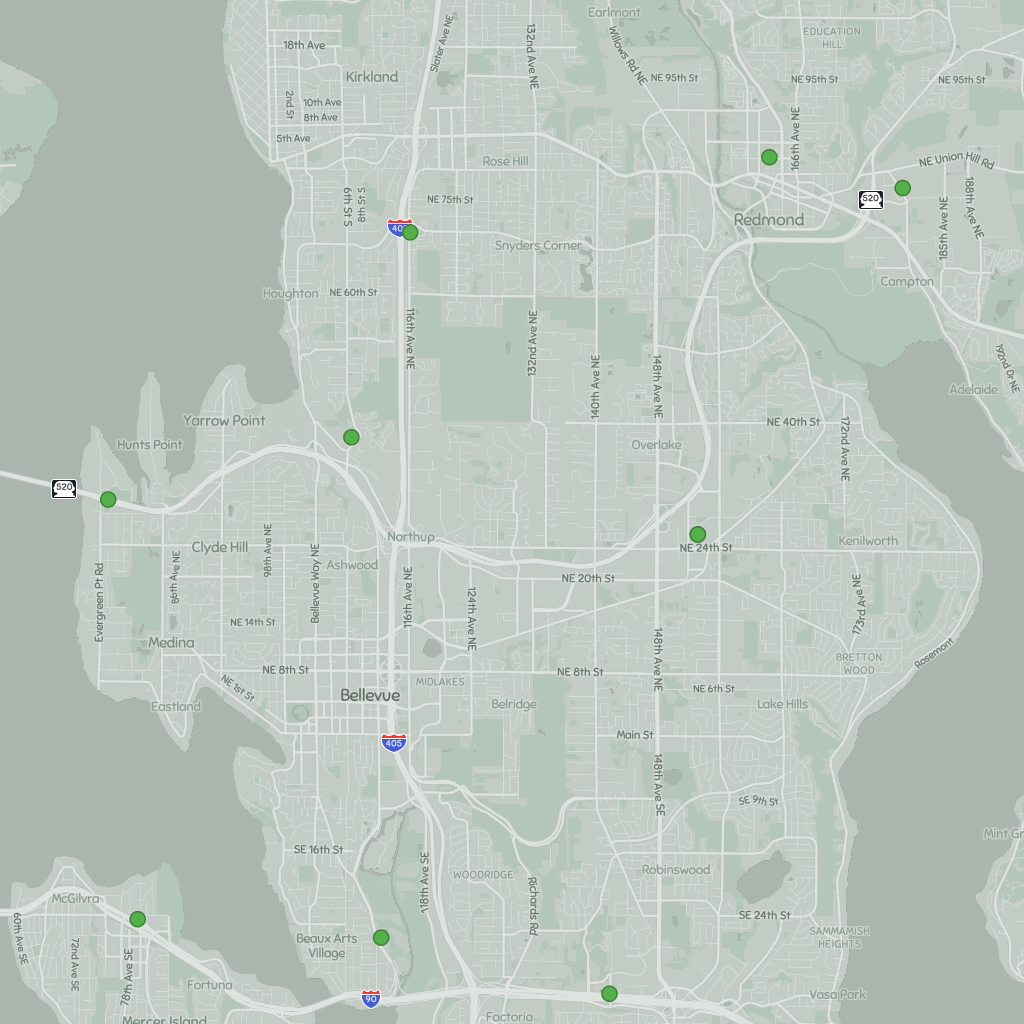 Earlmont
EDUCATION
HILL
18th Ave
Slater Ave NE
132nd Ave NE
Willows Rd NE
Kirkland
NE 95th St
NE 95th St
NE 95th St
2nd St
10th Ave
8th Ave
5th Ave
166th Ave NE
Rose Hill
NE Union Hill Rd
6th St S
8th St S
NE 75th St
520
188th Ave NE
185th Ave NE
Redmond
Snyders Corner
Houghton
NE 60th St
Campton
116th Ave NE
132nd Ave NE
140th Ave NE
148th Ave NE
192nd Dr NE
Adelaide
Yarrow Point
Hunts Point
NE 40th St
172nd Ave NE
Overlake
520
Northup
Clyde Hill
98th Ave NE
NE 24th St
Kenilworth
Ashwood
86th Ave NE
Bellevue Way NE
NE 20th St
Evergreen Pt Rd
116th Ave NE
124th Ave NE
173rd Ave NE
NE 14th St
Medina
148th Ave NE
Rosemont
BRETTON
WOOD
NE 8th St
NE 8th St
MIDLAKES
NE 1st St
Bellevue
NE 6th St
Eastland
Belridge
Lake Hills
Main St
405
148th Ave SE
SE 9th St
SE 16th St
118th Ave SE
WOODRIDGE
Robinswood
McGilvra
Richards Rd
60th Ave SE
72nd Ave SE
78th Ave SE
SE 24th St
SAMMAMISH
HEIGHTS
Beaux Arts
Village
Fortuna
90
Vasa Park
Factoria
Mercer Island